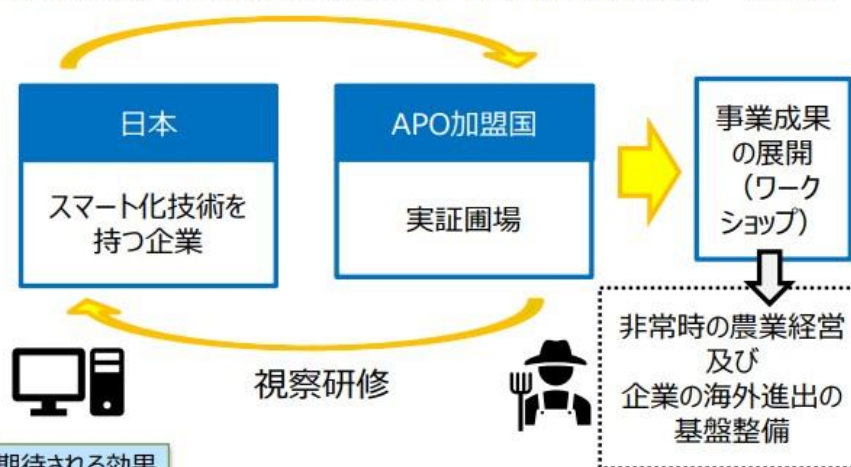 日本
スマート化技術を
持つ企業
APO加盟国
実証圃場
事業成果
の展開
(ワーク
ショップ)
視察研修
非常時の農業経営
及び
企業の海外進出の
基盤整備
期待される効果